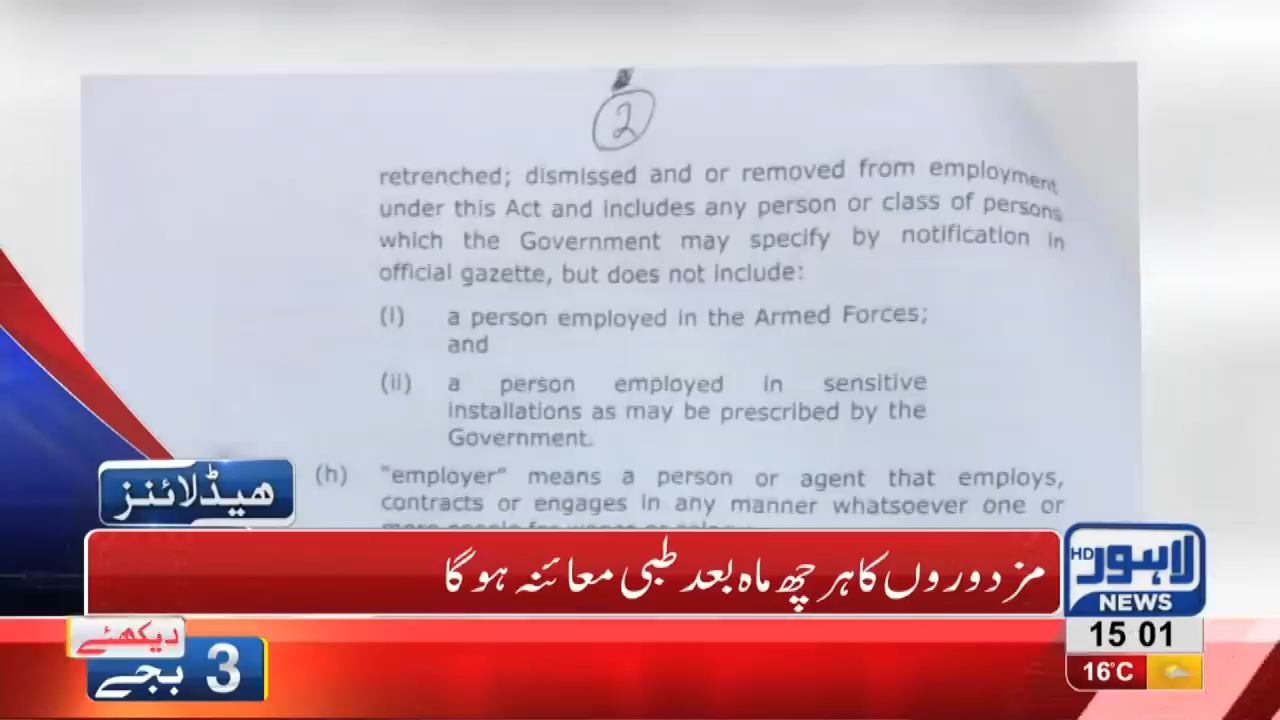 2
retrenched; dismissed and or removed from employment
under this Act and includes any person or class of persons
which the Government may specify by notification in
official gazette, but does not include:
(i) a person employed in the Armed Forces;
and
(ii) a person employed in sensitive
installations as may be prescribed by the
Government.
(h) "employer" means a person or agent that employs,
contracts or engages in any manner whatsoever one or
ہیڈلائنز
مزدوروں کا ہر چھ ماہ بعد طبی معائنہ ہوگا
HD لاہور
NEWS
15 01
16°C
دیکھئے
3 بجے